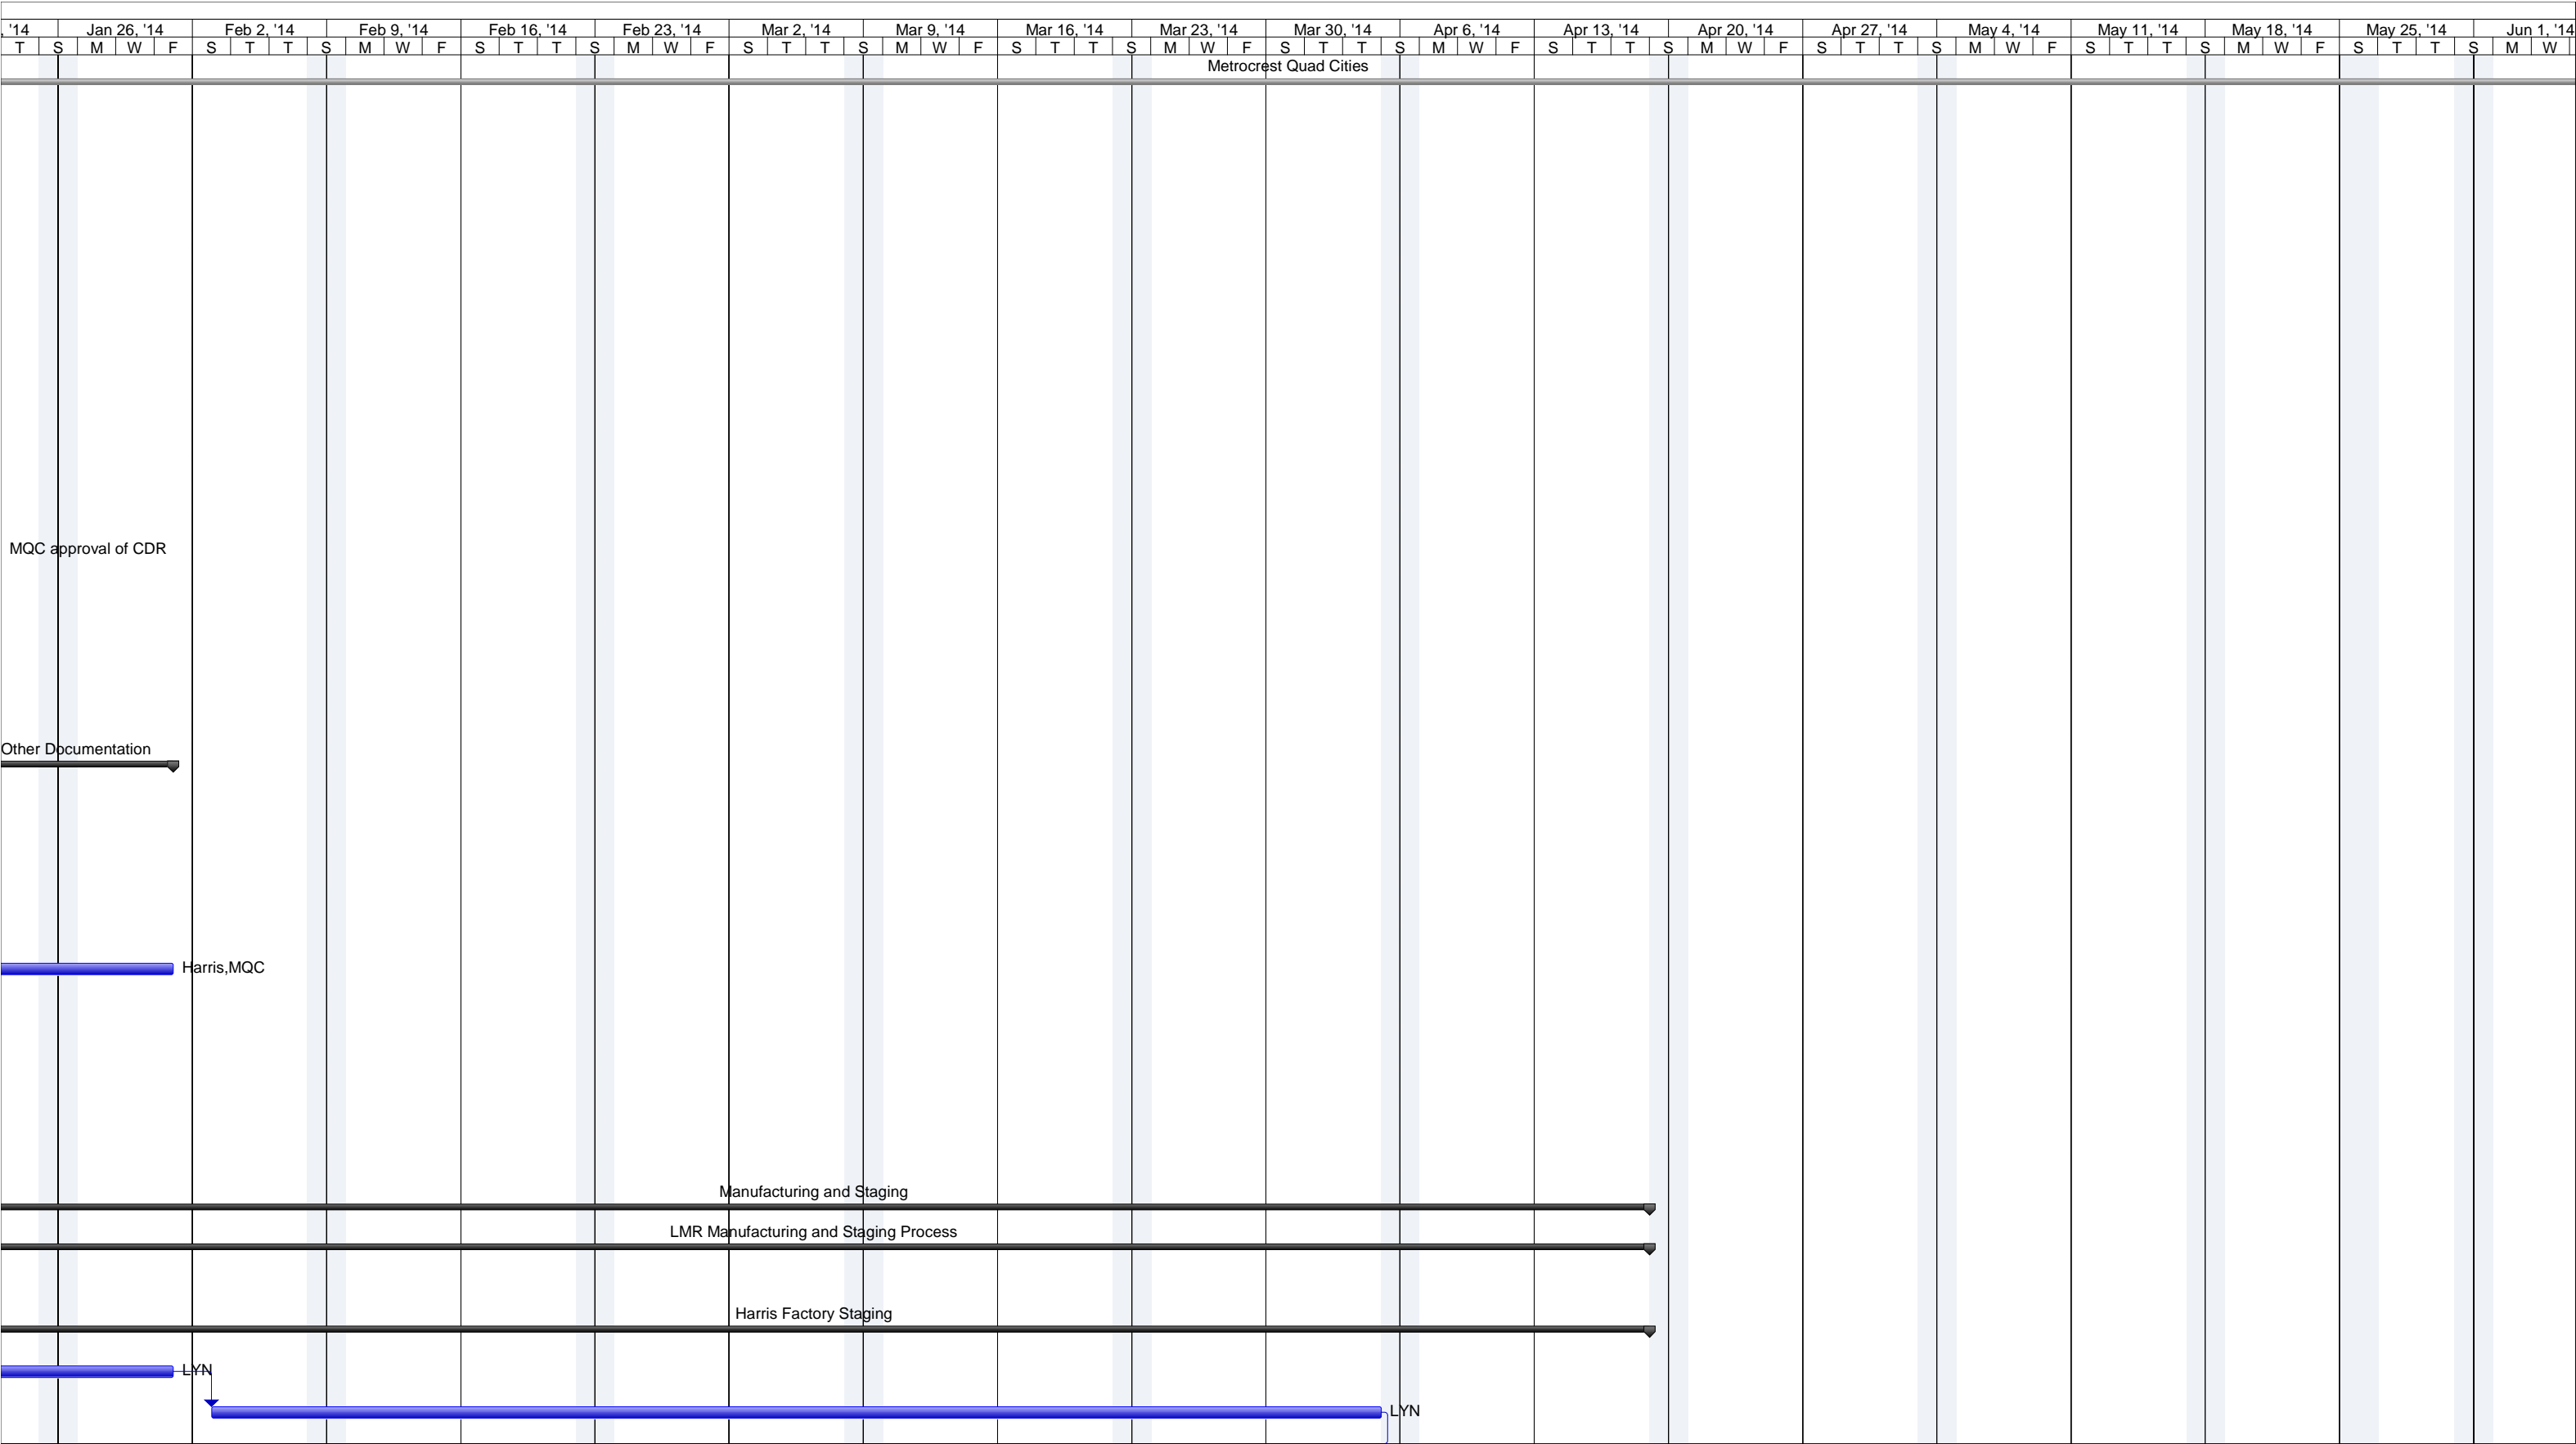 , '14 Jan 26, '14 Feb 2, '14 Feb 9, '14 Feb 16, '14 Feb 23, '14 Mar 2, '14 Mar 9, '14 Mar 16, '14 Mar 23, '14 Mar 30, '14 Apr 6, '14 Apr 13, '14 Apr 20, '14 Apr 27, '14 May 4, '14 May 11, '14 May 18, '14 May 25, '14 Jun 1, '14
T S M W F S T T S M W F S T T S M W F S T T S M W F S T T S M W F S T T S M W F S T T S M W F S T T S M W F S T T S M W F S T T S M W
Metrocrest Quad Cities
MQC approval of CDR
Other Documentation
Harris,MQC
Manufacturing and Staging
LMR Manufacturing and Staging Process
Harris Factory Staging
LYN
LYN